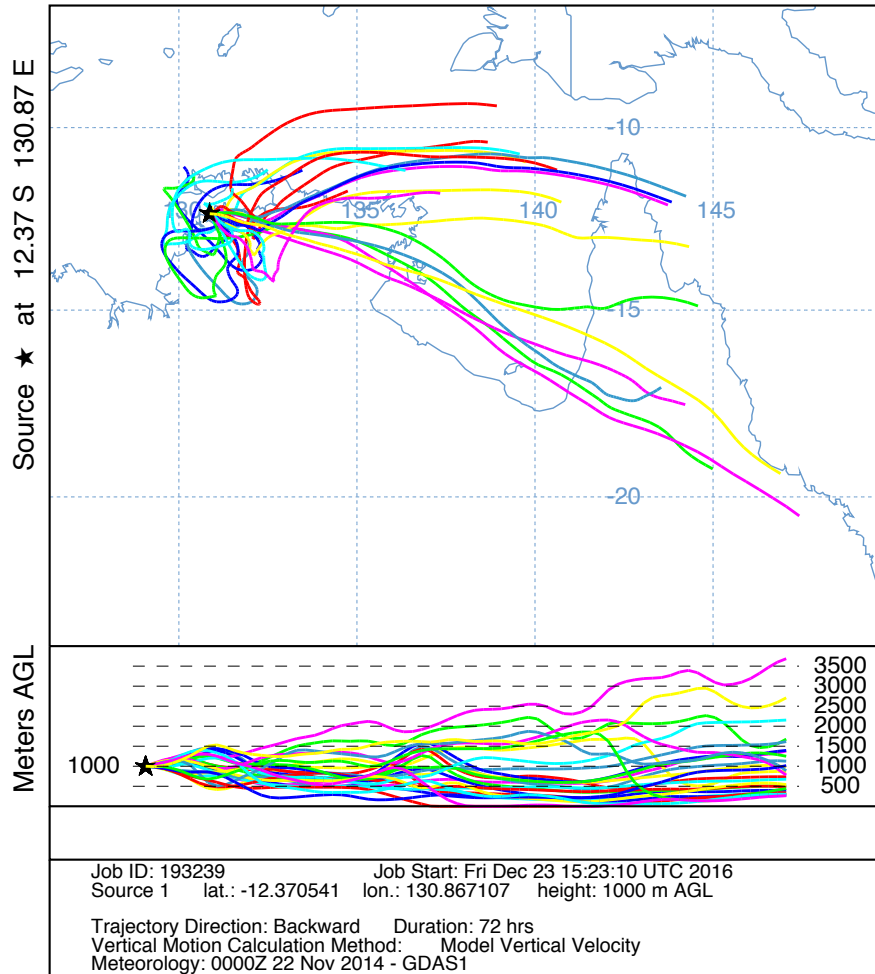 Source ★ at 12.37 S 130.87 E
-10
130
135
140
145
-15
-20
Meters AGL
1000
3500
3000
2500
2000
1500
1000
500
Job ID: 193239 Job Start: Fri Dec 23 15:23:10 UTC 2016
Source 1 lat.: -12.370541 lon.: 130.867107 height: 1000 m AGL
Trajectory Direction: Backward Duration: 72 hrs
Vertical Motion Calculation Method: Model Vertical Velocity
Meteorology: 0000Z 22 Nov 2014 - GDAS1